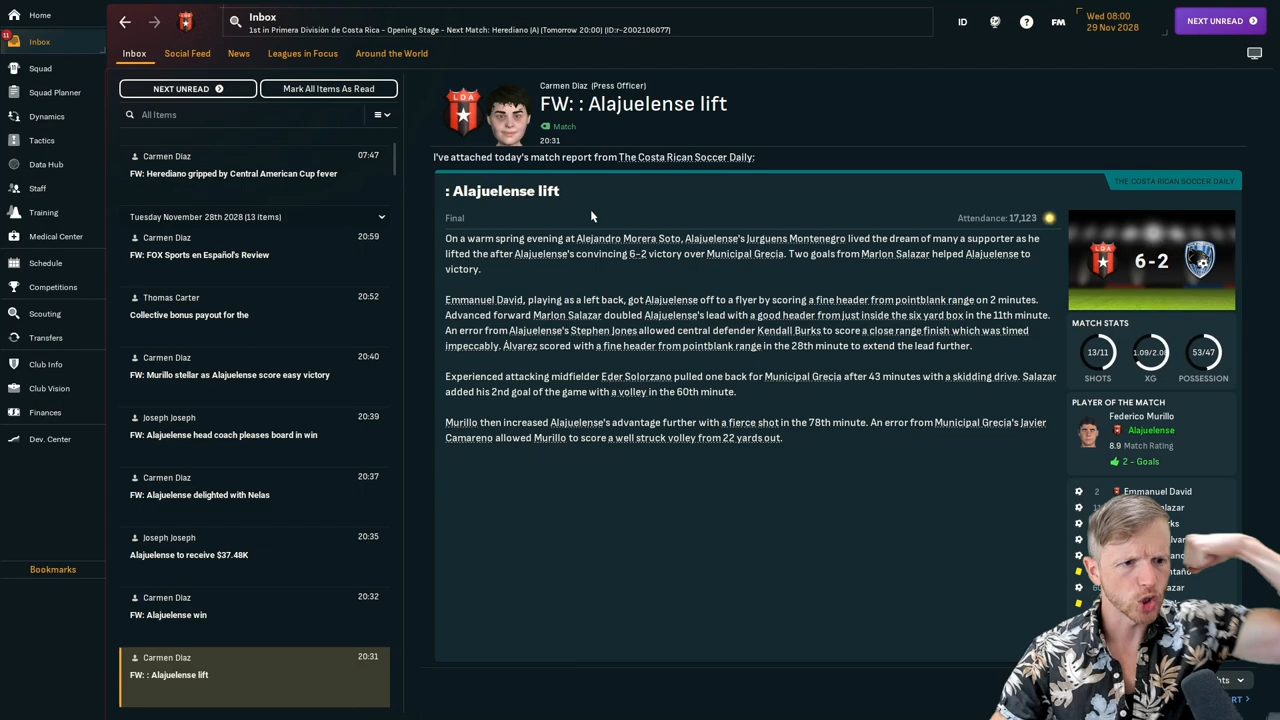 Home
11
Inbox
Squad
Squad Planner
Dynamics
Tactics
Data Hub
Staff
Training
Medical Center
Schedule
Competitions
Scouting
Transfers
Club Info
Club Vision
Finances
Dev. Center
Bookmarks
Inbox
1st in Primera División de Costa Rica - Opening Stage - Next Match: Herediano (A) (Tomorrow 20:00) (ID:r-2002106077)
ID
?
FM
Wed 08:00
29 Nov 2028
NEXT UNREAD
Inbox
Social Feed
News
Leagues in Focus
Around the World
NEXT UNREAD
Mark All Items As Read
All Items
Carmen Diaz 07:47
FW: Herediano gripped by Central American Cup fever
Tuesday November 28th 2028 (13 Items)
Carmen Diaz 20:59
FW: FOX Sports en Español's Review
Thomas Carter 20:52
Collective bonus payout for the
Carmen Diaz 20:40
FW: Murillo stellar as Alajuelense score easy victory
Joseph Joseph 20:39
FW: Alajuelense head coach pleases board in win
Carmen Diaz 20:37
FW: Alajuelense delighted with Nelas
Joseph Joseph 20:35
Alajuelense to receive $37.48K
Carmen Diaz 20:32
FW: Alajuelense win
Carmen Diaz 20:31
FW: : Alajuelense lift
LDA
Carmen Diaz (Press Officer)
FW: : Alajuelense lift
Match
20:31
I've attached today's match report from The Costa Rican Soccer Daily:
THE COSTA RICAN SOCCER DAILY
: Alajuelense lift
Final
Attendance: 17,123
On a warm spring evening at Alejandro Morera Soto, Alajuelense's Jurguens Montenegro lived the dream of many a supporter as he
lifted the after Alajuelense's convincing 6-2 victory over Municipal Grecia. Two goals from Marlon Salazar helped Alajuelense to
victory.
Emmanuel David, playing as a left back, got Alajuelense off to a flyer by scoring a fine header from pointblank range on 2 minutes.
Advanced forward Marlon Salazar doubled Alajuelense's lead with a good header from just inside the six yard box in the 11th minute.
An error from Alajuelense's Stephen Jones allowed central defender Kendall Burks to score a close range finish which was timed
impeccably. Álvarez scored with a fine header from pointblank range in the 28th minute to extend the lead further.
Experienced attacking midfielder Eder Solorzano pulled one back for Municipal Grecia after 43 minutes with a skidding drive. Salazar
added his 2nd goal of the game with a volley in the 60th minute.
Murillo then increased Alajuelense's advantage further with a fierce shot in the 78th minute. An error from Municipal Grecia's Javier
Camareno allowed Murillo to score a well struck volley from 22 yards out.
6-2
MATCH STATS
13/11
1.09/2.08
53/47
SHOTS
XG
POSSESSION
PLAYER OF THE MATCH
Federico Murillo
Alajuelense
8.9 Match Rating
2 - Goals
2 Emmanuel David